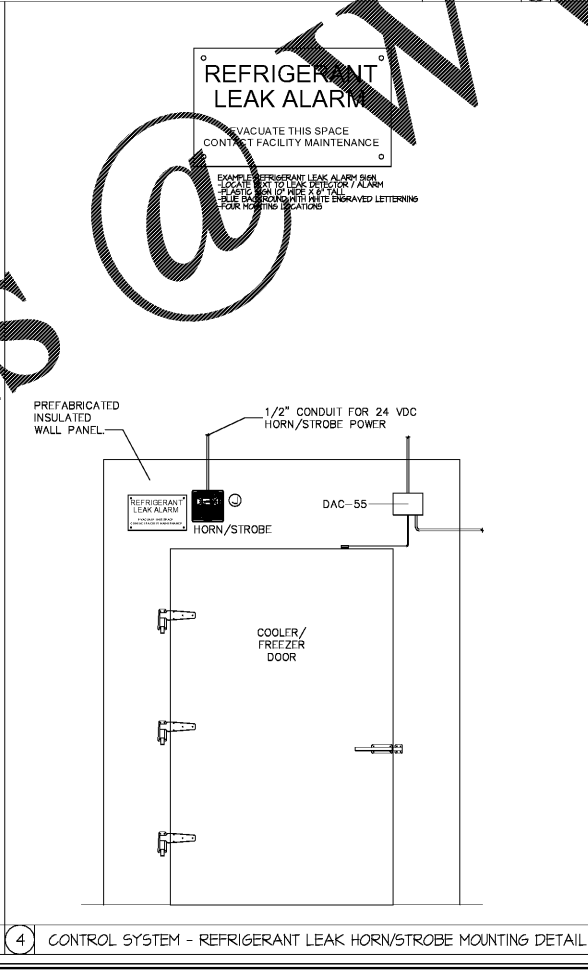 REFRIGERANT
LEAK ALARM
EVACUATE THIS SPACE
CONTACT FACILITY MAINTENANCE
EXAMPLE REFRIGERANT LEAK ALARM SIGN
-LOCATE NEXT TO LEAK DETECTOR / ALARM
-PLASTIC SIGN 10" WIDE X 6" TALL
-BLUE BACKGROUND WITH WHITE ENGRAVED LETTERNING
-FOUR MOUNTING LOCATIONS
s @ W
PREFABRICATED
INSULATED
WALL PANEL.
1/2" CONDUIT FOR 24 VDC
HORN/STROBE POWER
REFRIGERANT
LEAK ALARM
J
DAC-55
HORN/STROBE
COOLER/
FREEZER
DOOR
4 CONTROL SYSTEM - REFRIGERANT LEAK HORN/STROBE MOUNTING DETAIL